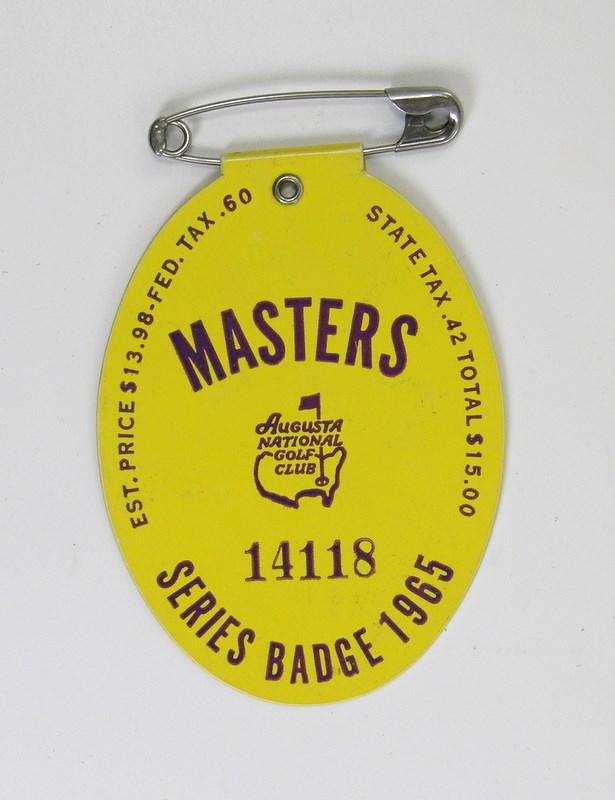 EST. PRICE $13.98-FED. TAX .60
STATE TAX .42 TOTAL $15.00
MASTERS
AUGUSTA
NATIONAL
GOLF
CLUB
14118
SERIES BADGE 1965